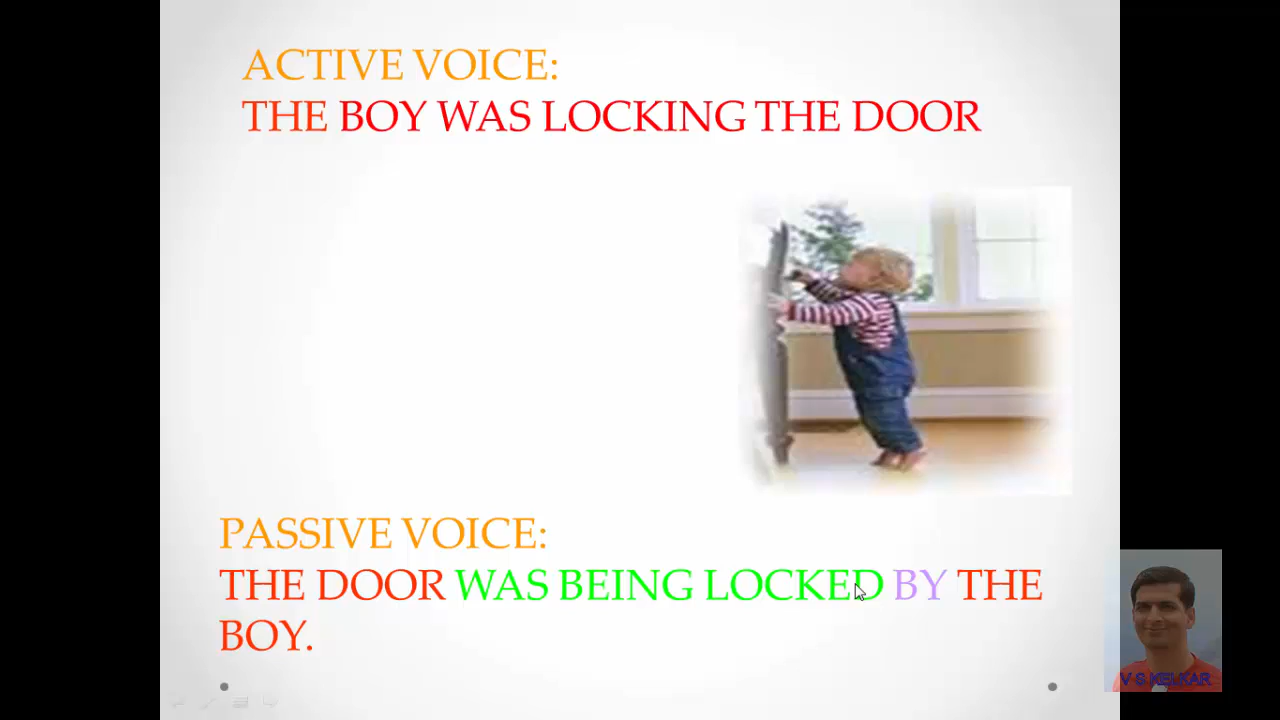 ACTIVE VOICE:
THE BOY WAS LOCKING THE DOOR
PASSIVE VOICE:
THE DOOR WAS BEING LOCKED BY THE
BOY.
V S KELKAR